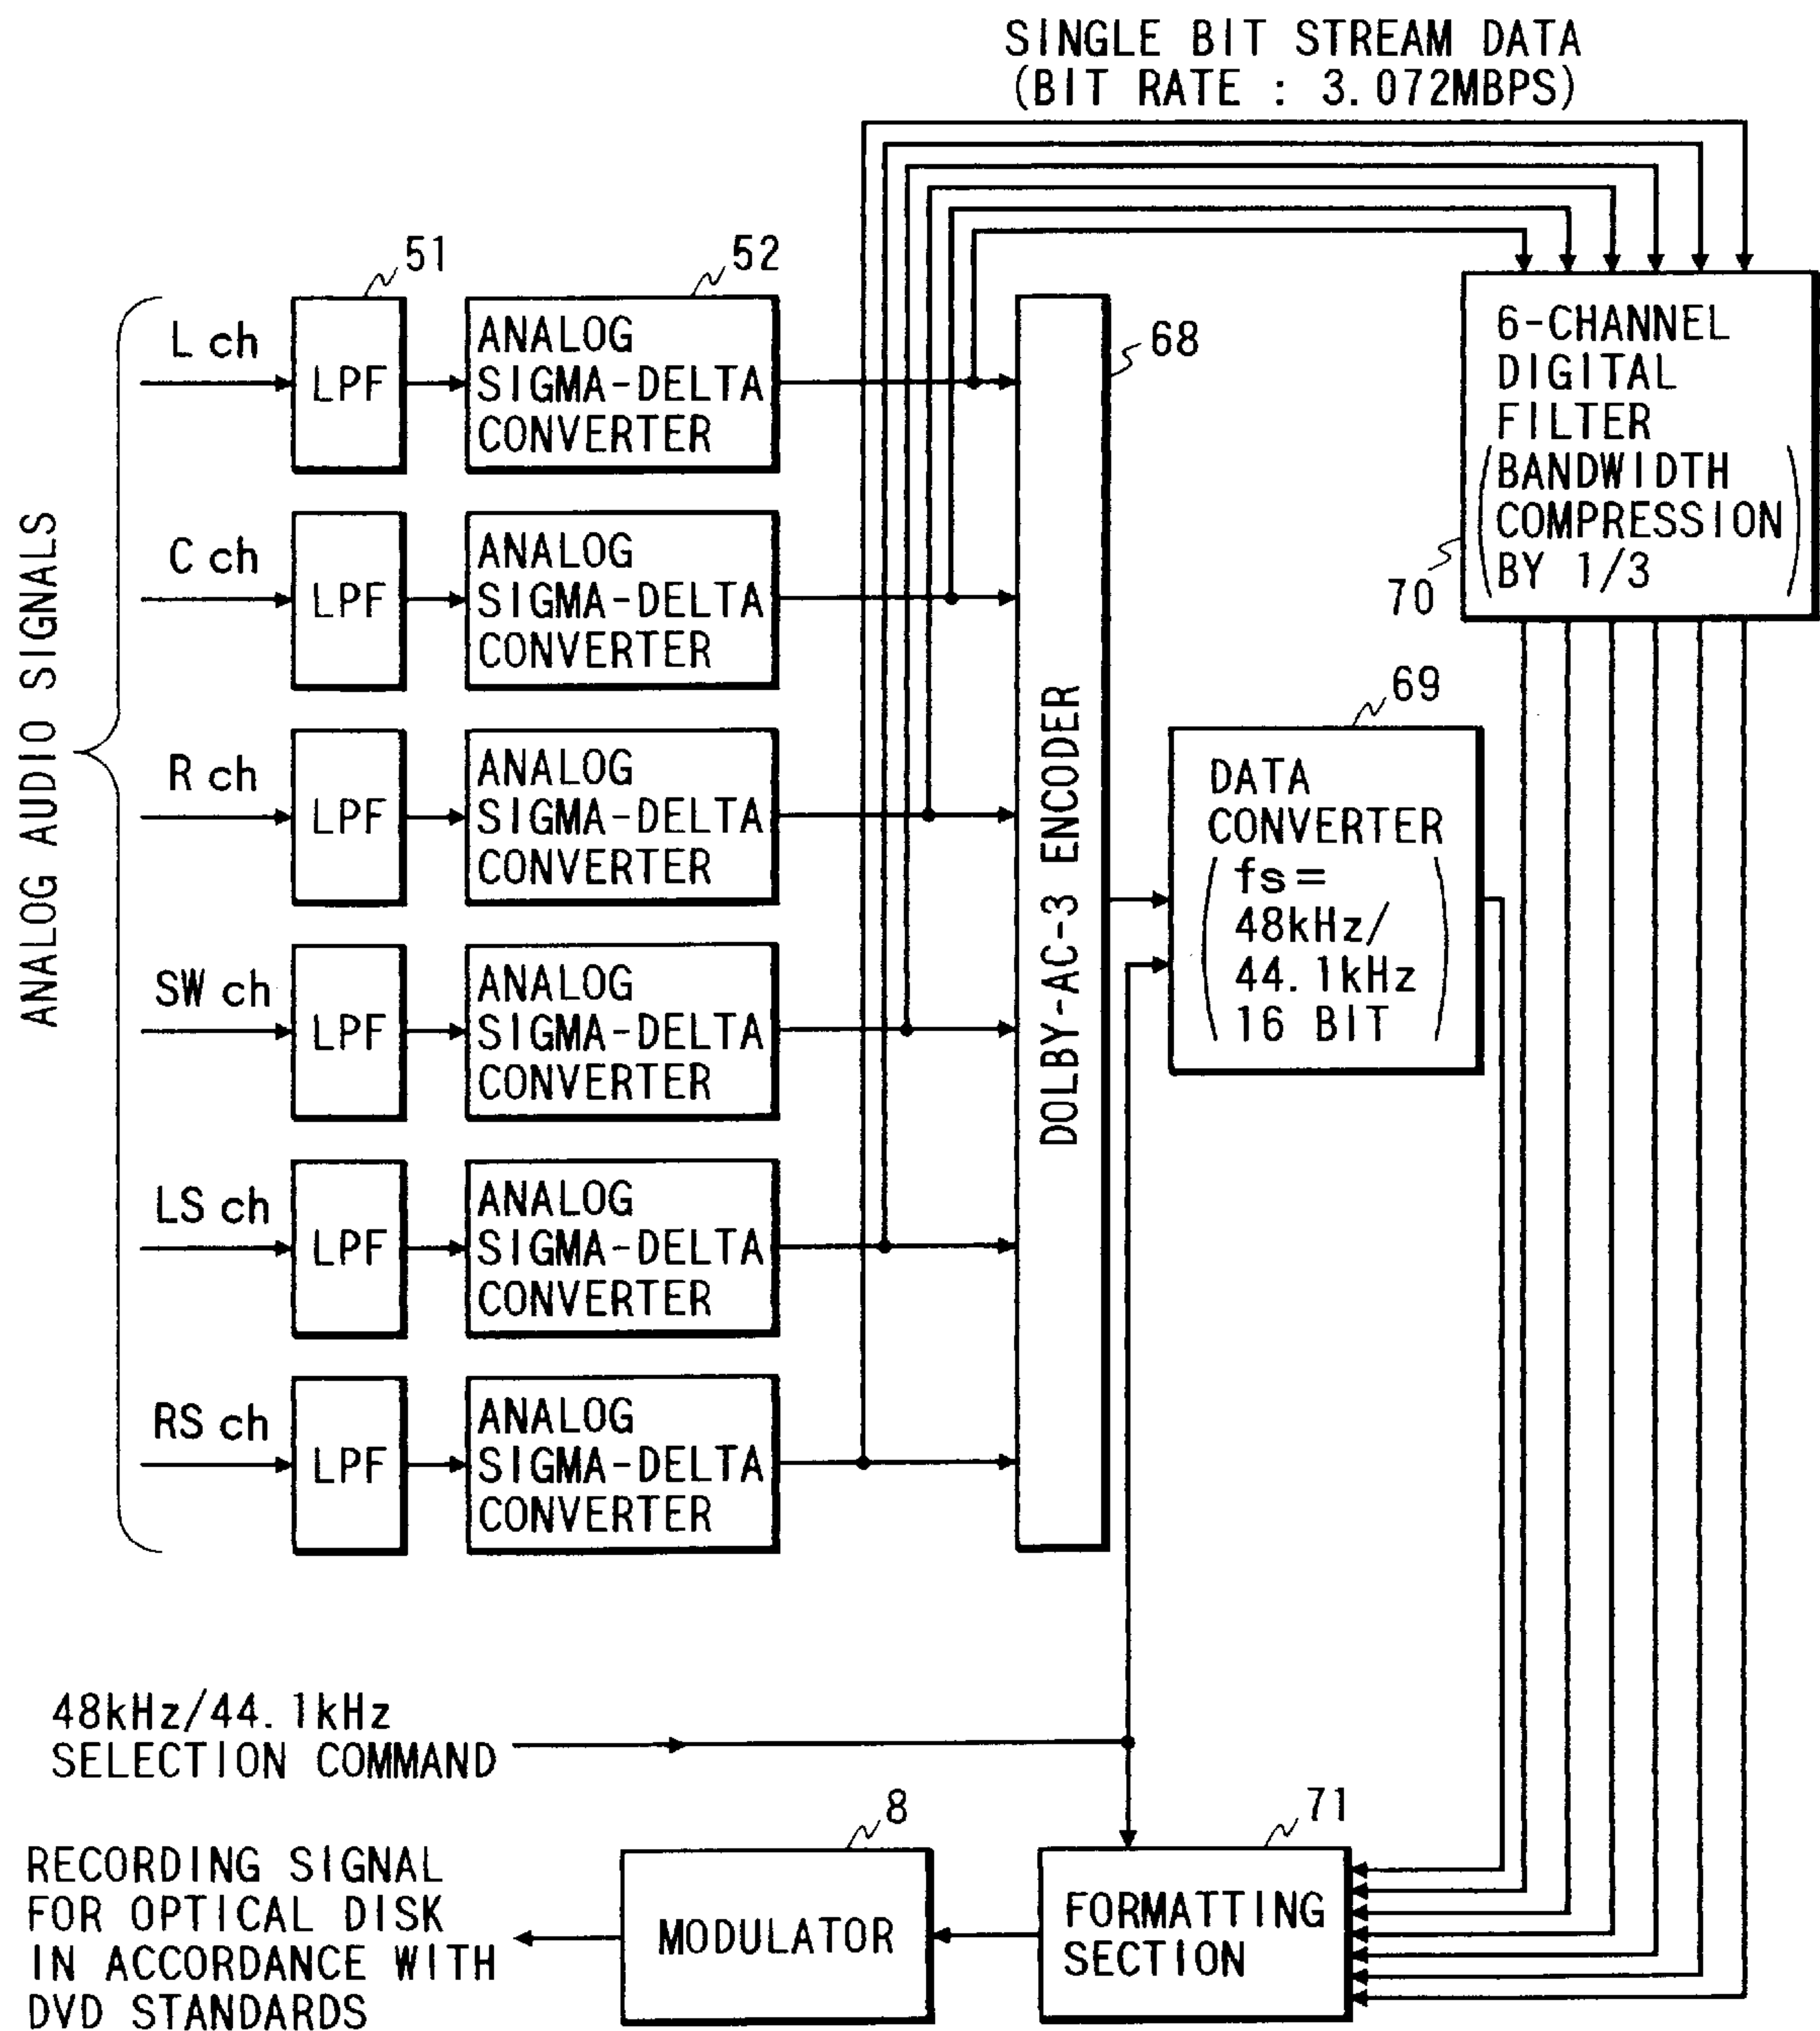 SINGLE BIT STREAM DATA
(BIT RATE : 3.072MBPS)
51
52
L ch
LPF
ANALOG
SIGMA-DELTA
CONVERTER
68
6-CHANNEL
DIGITAL
FILTER
(BANDWIDTH
COMPRESSION
BY 1/3)
70
ANALOG AUDIO SIGNALS
C ch
LPF
ANALOG
SIGMA-DELTA
CONVERTER
DOLBY-AC-3 ENCODER
69
DATA
CONVERTER
(fs=
48kHz/
44.1kHz
16 BIT)
R ch
LPF
ANALOG
SIGMA-DELTA
CONVERTER
SW ch
LPF
ANALOG
SIGMA-DELTA
CONVERTER
LS ch
LPF
ANALOG
SIGMA-DELTA
CONVERTER
RS ch
LPF
ANALOG
SIGMA-DELTA
CONVERTER
48kHz/44.1kHz
SELECTION COMMAND
8
71
RECORDING SIGNAL
FOR OPTICAL DISK
IN ACCORDANCE WITH
DVD STANDARDS
MODULATOR
FORMATTING
SECTION